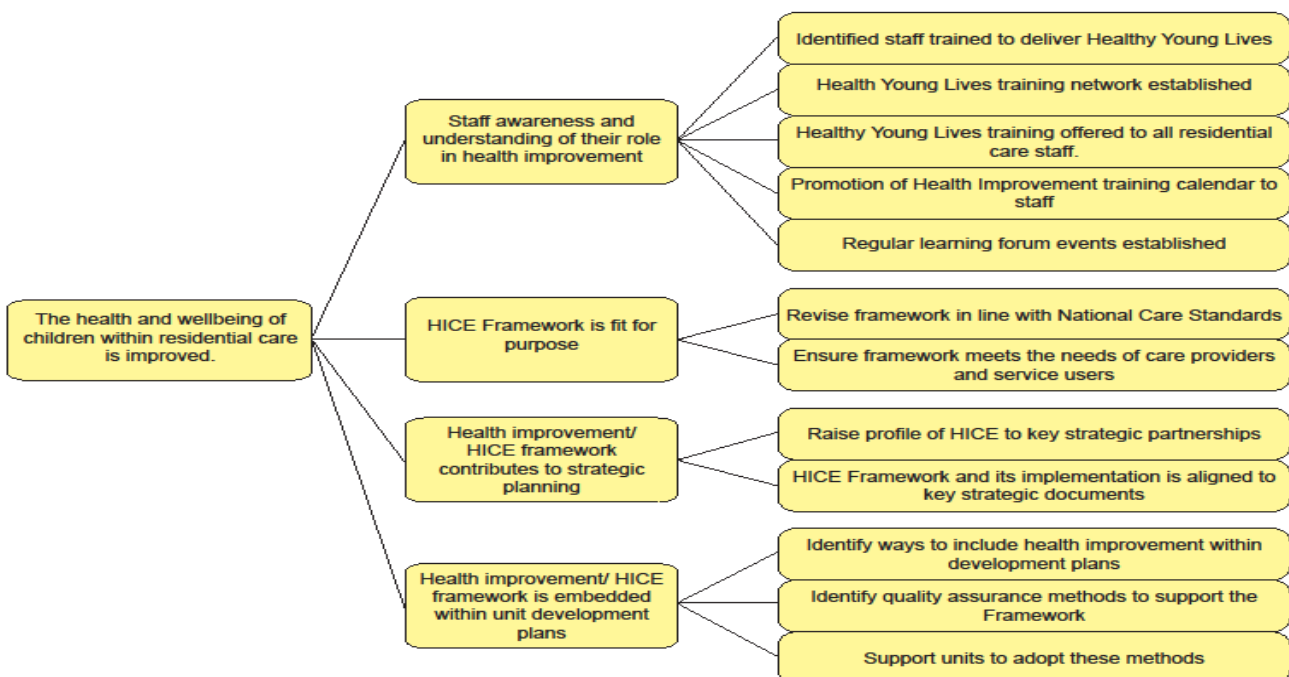 The health and wellbeing of
children within residential care
is improved.
Staff awareness and
understanding of their role
in health improvement
Identified staff trained to deliver Healthy Young Lives
Health Young Lives training network established
Healthy Young Lives training offered to all residential
care staff.
Promotion of Health Improvement training calendar to
staff
Regular learning forum events established
HICE Framework is fit for
purpose
Revise framework in line with National Care Standards
Ensure framework meets the needs of care providers
and service users
Health improvement/
HICE framework
contributes to strategic
planning
Raise profile of HICE to key strategic partnerships
HICE Framework and its implementation is aligned to
key strategic documents
Health improvement/ HICE
framework is embedded
within unit development
plans
Identify ways to include health improvement within
development plans
Identify quality assurance methods to support the
Framework
Support units to adopt these methods